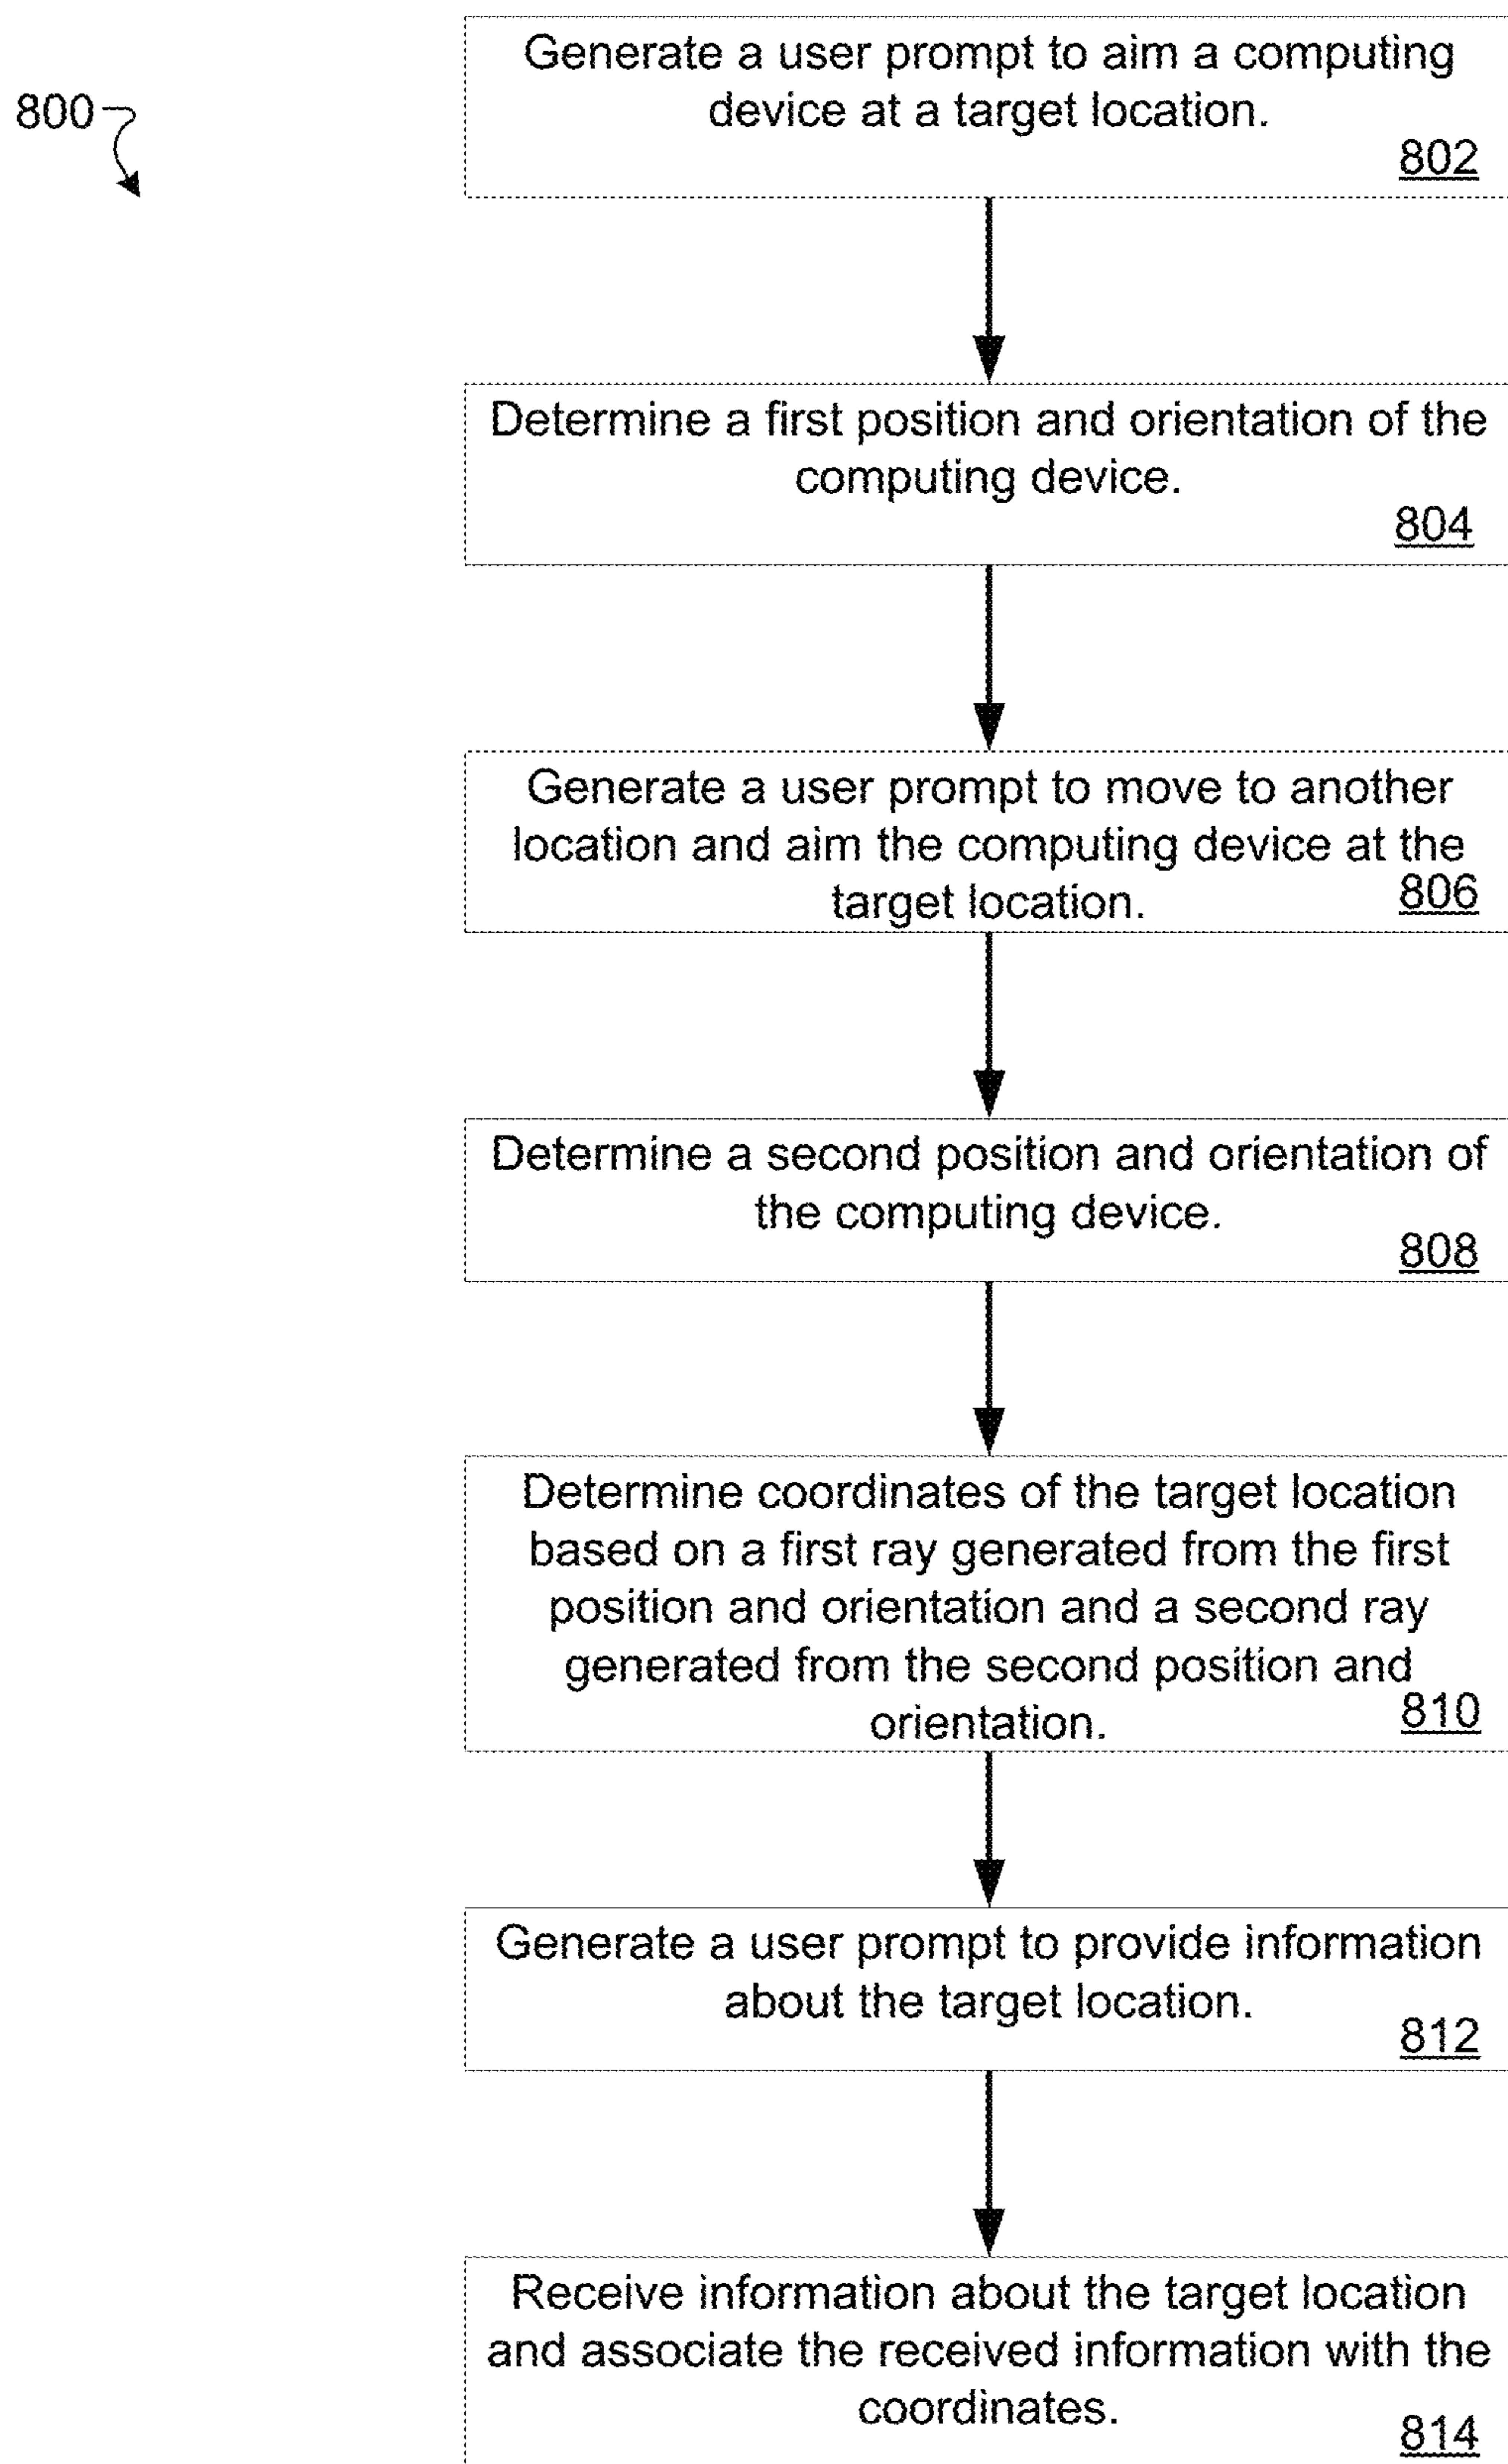 800
Generate a user prompt to aim a computing
device at a target location.
802
Determine a first position and orientation of the
computing device.
804
Generate a user prompt to move to another
location and aim the computing device at the
target location.
806
Determine a second position and orientation of
the computing device.
808
Determine coordinates of the target location
based on a first ray generated from the first
position and orientation and a second ray
generated from the second position and
orientation.
810
Generate a user prompt to provide information
about the target location.
812
Receive information about the target location
and associate the received information with the
coordinates.
814